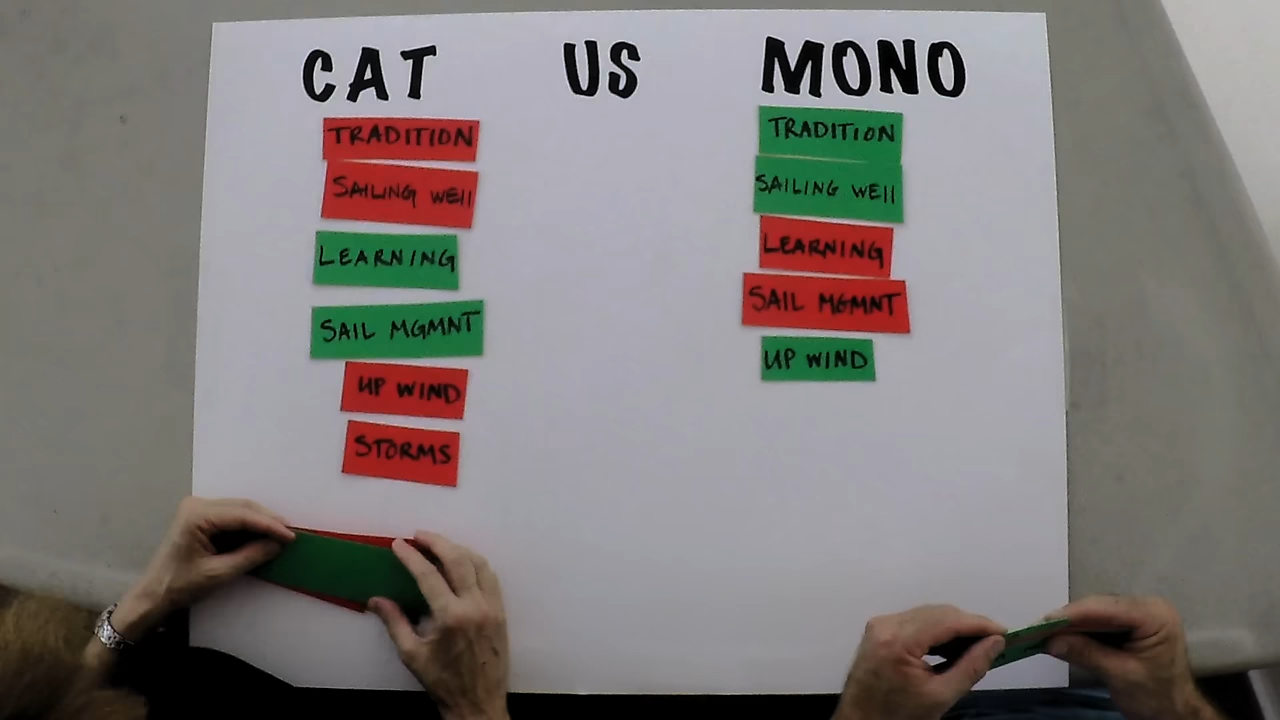 CAT US MONO
TRADITION
SAILING WEll
LEARNING
SAIL MGMNT
UP WIND
STORMS
TRADITION
SAILING WEll
LEARNING
SAIL MGMNT
UP WIND